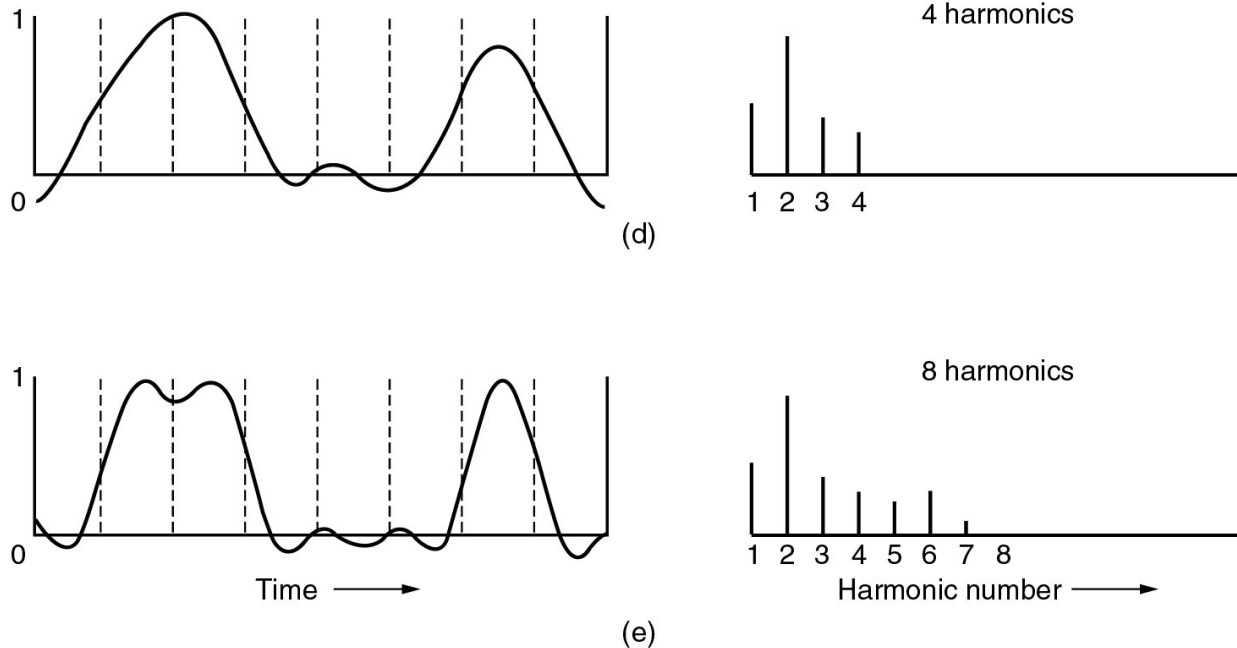 1
0
4 harmonics
1 2 3 4
(d)
1
0
Time
8 harmonics
1 2 3 4 5 6 7 8
Harmonic number
(e)